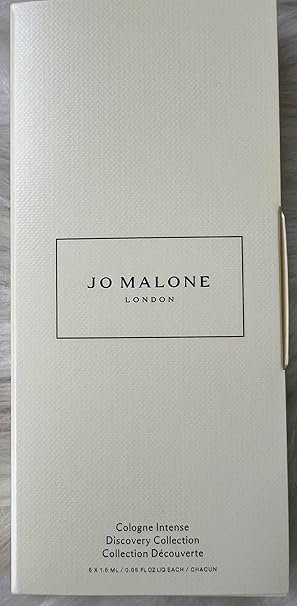 JO MALONE
LONDON
Cologne Intense
Discovery Collection
Collection Découverte
5 X 1.5 ML / 0.05 FL OZ LIQ EACH / CHACUN